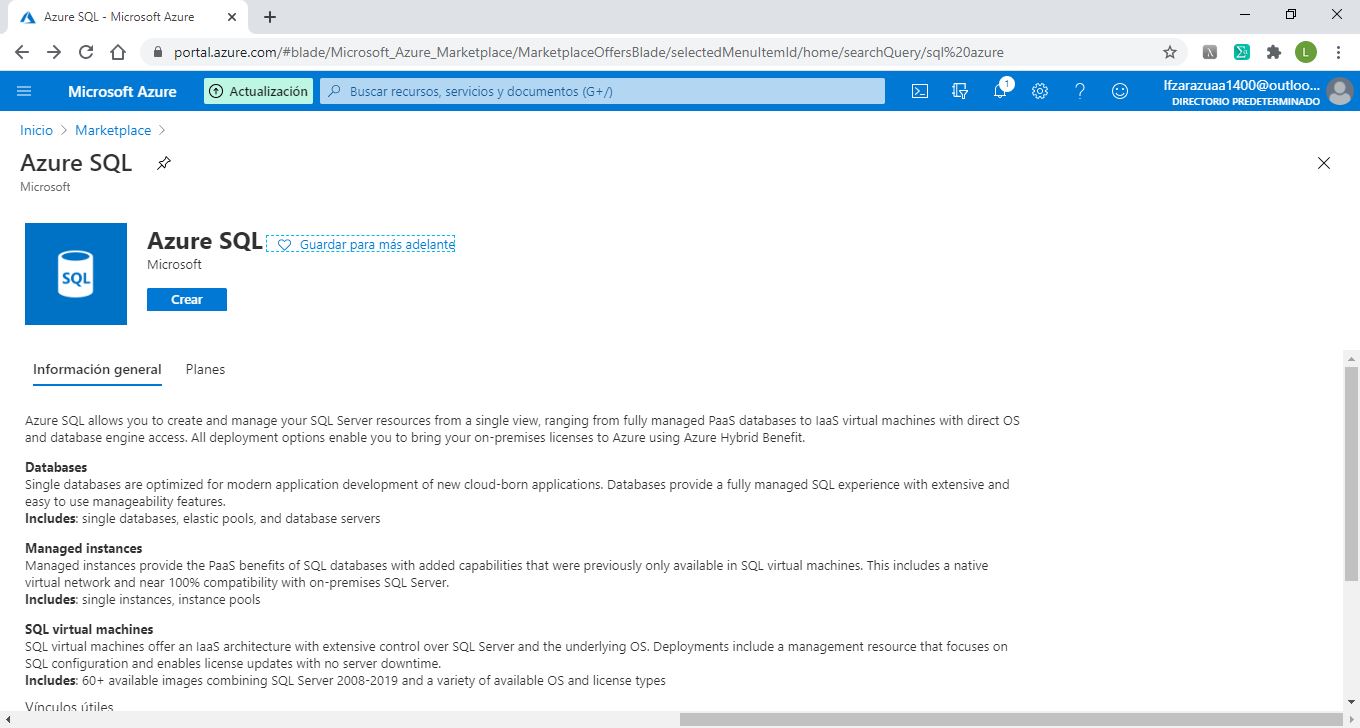 Azure SQL - Microsoft Azure
portal.azure.com/#blade/Microsoft_Azure_Marketplace/MarketplaceOffersBlade/selectedMenuItemId/home/searchQuery/sql%20azure
L
Microsoft Azure
Actualización
Buscar recursos, servicios y documentos (G+/)
1
lfzarazuaa1400@outloo...
DIRECTORIO PREDETERMINADO
Inicio > Marketplace >
Azure SQL
Microsoft
SQL
Azure SQL
Guardar para más adelante
Microsoft
Crear
Información general
Planes
Azure SQL allows you to create and manage your SQL Server resources from a single view, ranging from fully managed PaaS databases to IaaS virtual machines with direct OS
and database engine access. All deployment options enable you to bring your on-premises licenses to Azure using Azure Hybrid Benefit.
Databases
Single databases are optimized for modern application development of new cloud-born applications. Databases provide a fully managed SQL experience with extensive and
easy to use manageability features.
Includes: single databases, elastic pools, and database servers
Managed instances
Managed instances provide the PaaS benefits of SQL databases with added capabilities that were previously only available in SQL virtual machines. This includes a native
virtual network and near 100% compatibility with on-premises SQL Server.
Includes: single instances, instance pools
SQL virtual machines
SQL virtual machines offer an IaaS architecture with extensive control over SQL Server and the underlying OS. Deployments include a management resource that focuses on
SQL configuration and enables license updates with no server downtime.
Includes: 60+ available images combining SQL Server 2008-2019 and a variety of available OS and license types
Vínculos útiles